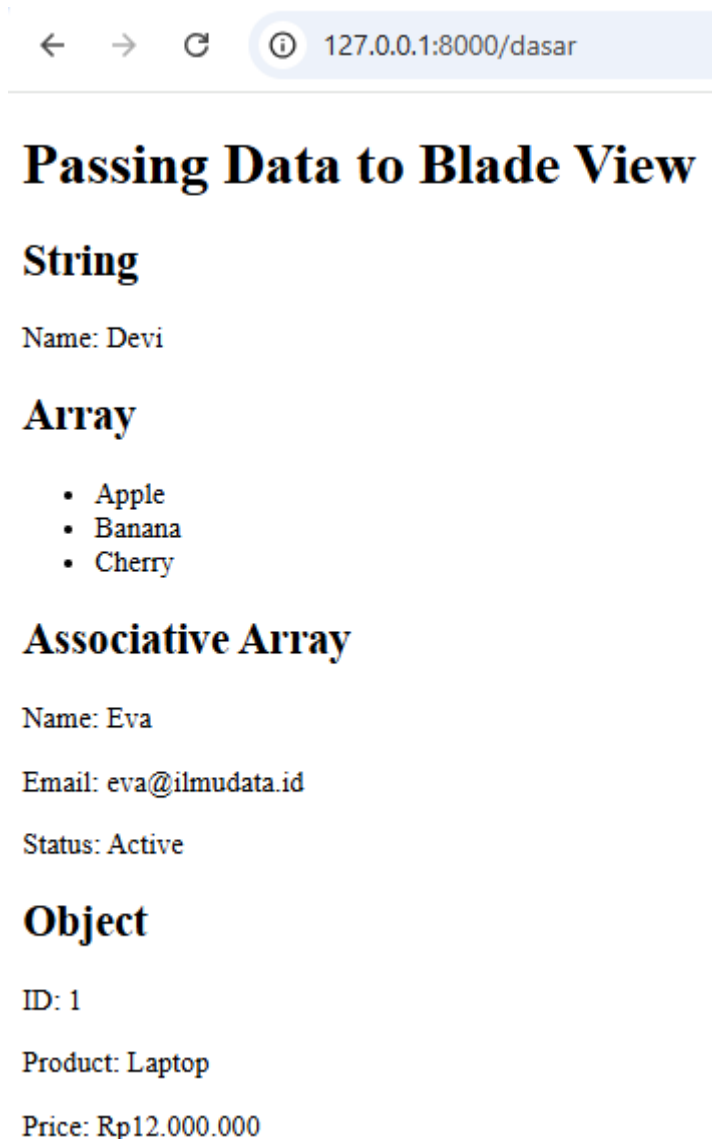 127.0.0.1:8000/dasar
Passing Data to Blade View
String
Name: Devi
Array
• Apple
• Banana
• Cherry
Associative Array
Name: Eva
Email: eva@ilmudata.id
Status: Active
Object
ID: 1
Product: Laptop
Price: Rp12.000.000